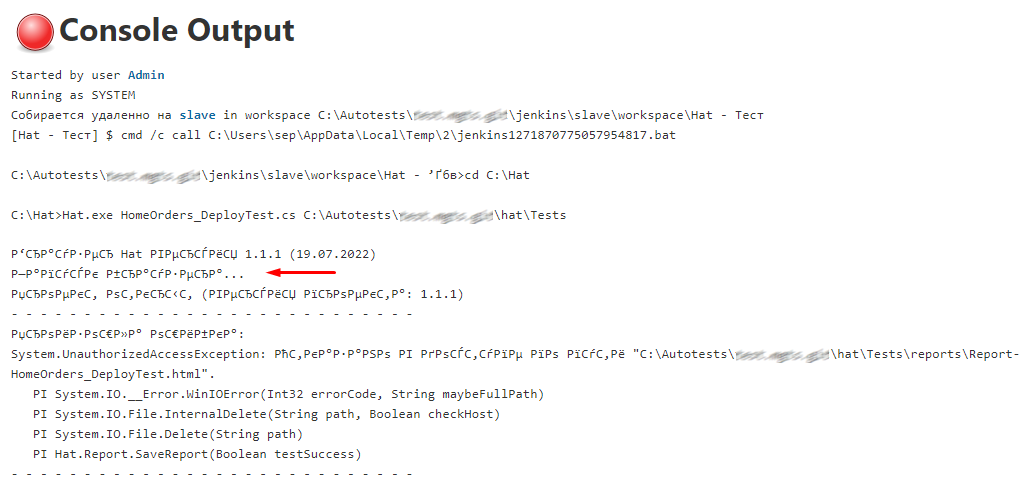 Console Output
Started by user Admin
Running as SYSTEM
Собирается удаленно на slave in workspace C:\Autotests\ \jenkins\slave\workspace\Hat - Тест
[Hat - Тест] $ cmd /c call C:\Users\sep\AppData\Local\Temp\2\jenkins1271870775057954817.bat
C:\Autotests\ \jenkins\slave\workspace\Hat - ’Ґбв>cd C:\Hat
C:\Hat>Hat.exe HomeOrders_DeployTest.cs C:\Autotests\ \hat\Tests
Р‘СЂР°СѓР·РµСЂ Hat РІРµСЂСЃРёСЏ 1.1.1 (19.07.2022)
Р—Р°РїСѓСЃРє Р±СЂР°СѓР·РµСЂР°...
РџСЂРѕРµРєС‚ РѕС‚РєСЂС‹С‚ (РІРµСЂСЃРёСЏ РїСЂРѕРµРєС‚Р°: 1.1.1)
- - - - - - - - - - - - - - - - - - - - - - - - - - - -
РџСЂРѕРёР·РѕС€Р»Р° РѕС€РёР±РєР°:
System.UnauthorizedAccessException: РћС‚РєР°Р·Р°РЅРѕ РІ РґРѕСЃС‚СѓРїРµ РїРѕ РїСѓС‚Рё "C:\Autotests\ \hat\Tests\reports\Report-
HomeOrders_DeployTest.html".
РІ System.IO.__Error.WinIOError(Int32 errorCode, String maybeFullPath)
РІ System.IO.File.InternalDelete(String path, Boolean checkHost)
РІ System.IO.File.Delete(String path)
РІ Hat.Report.SaveReport(Boolean testSuccess)
- - - - - - - - - - - - - - - - - - - - - - - - - - - -